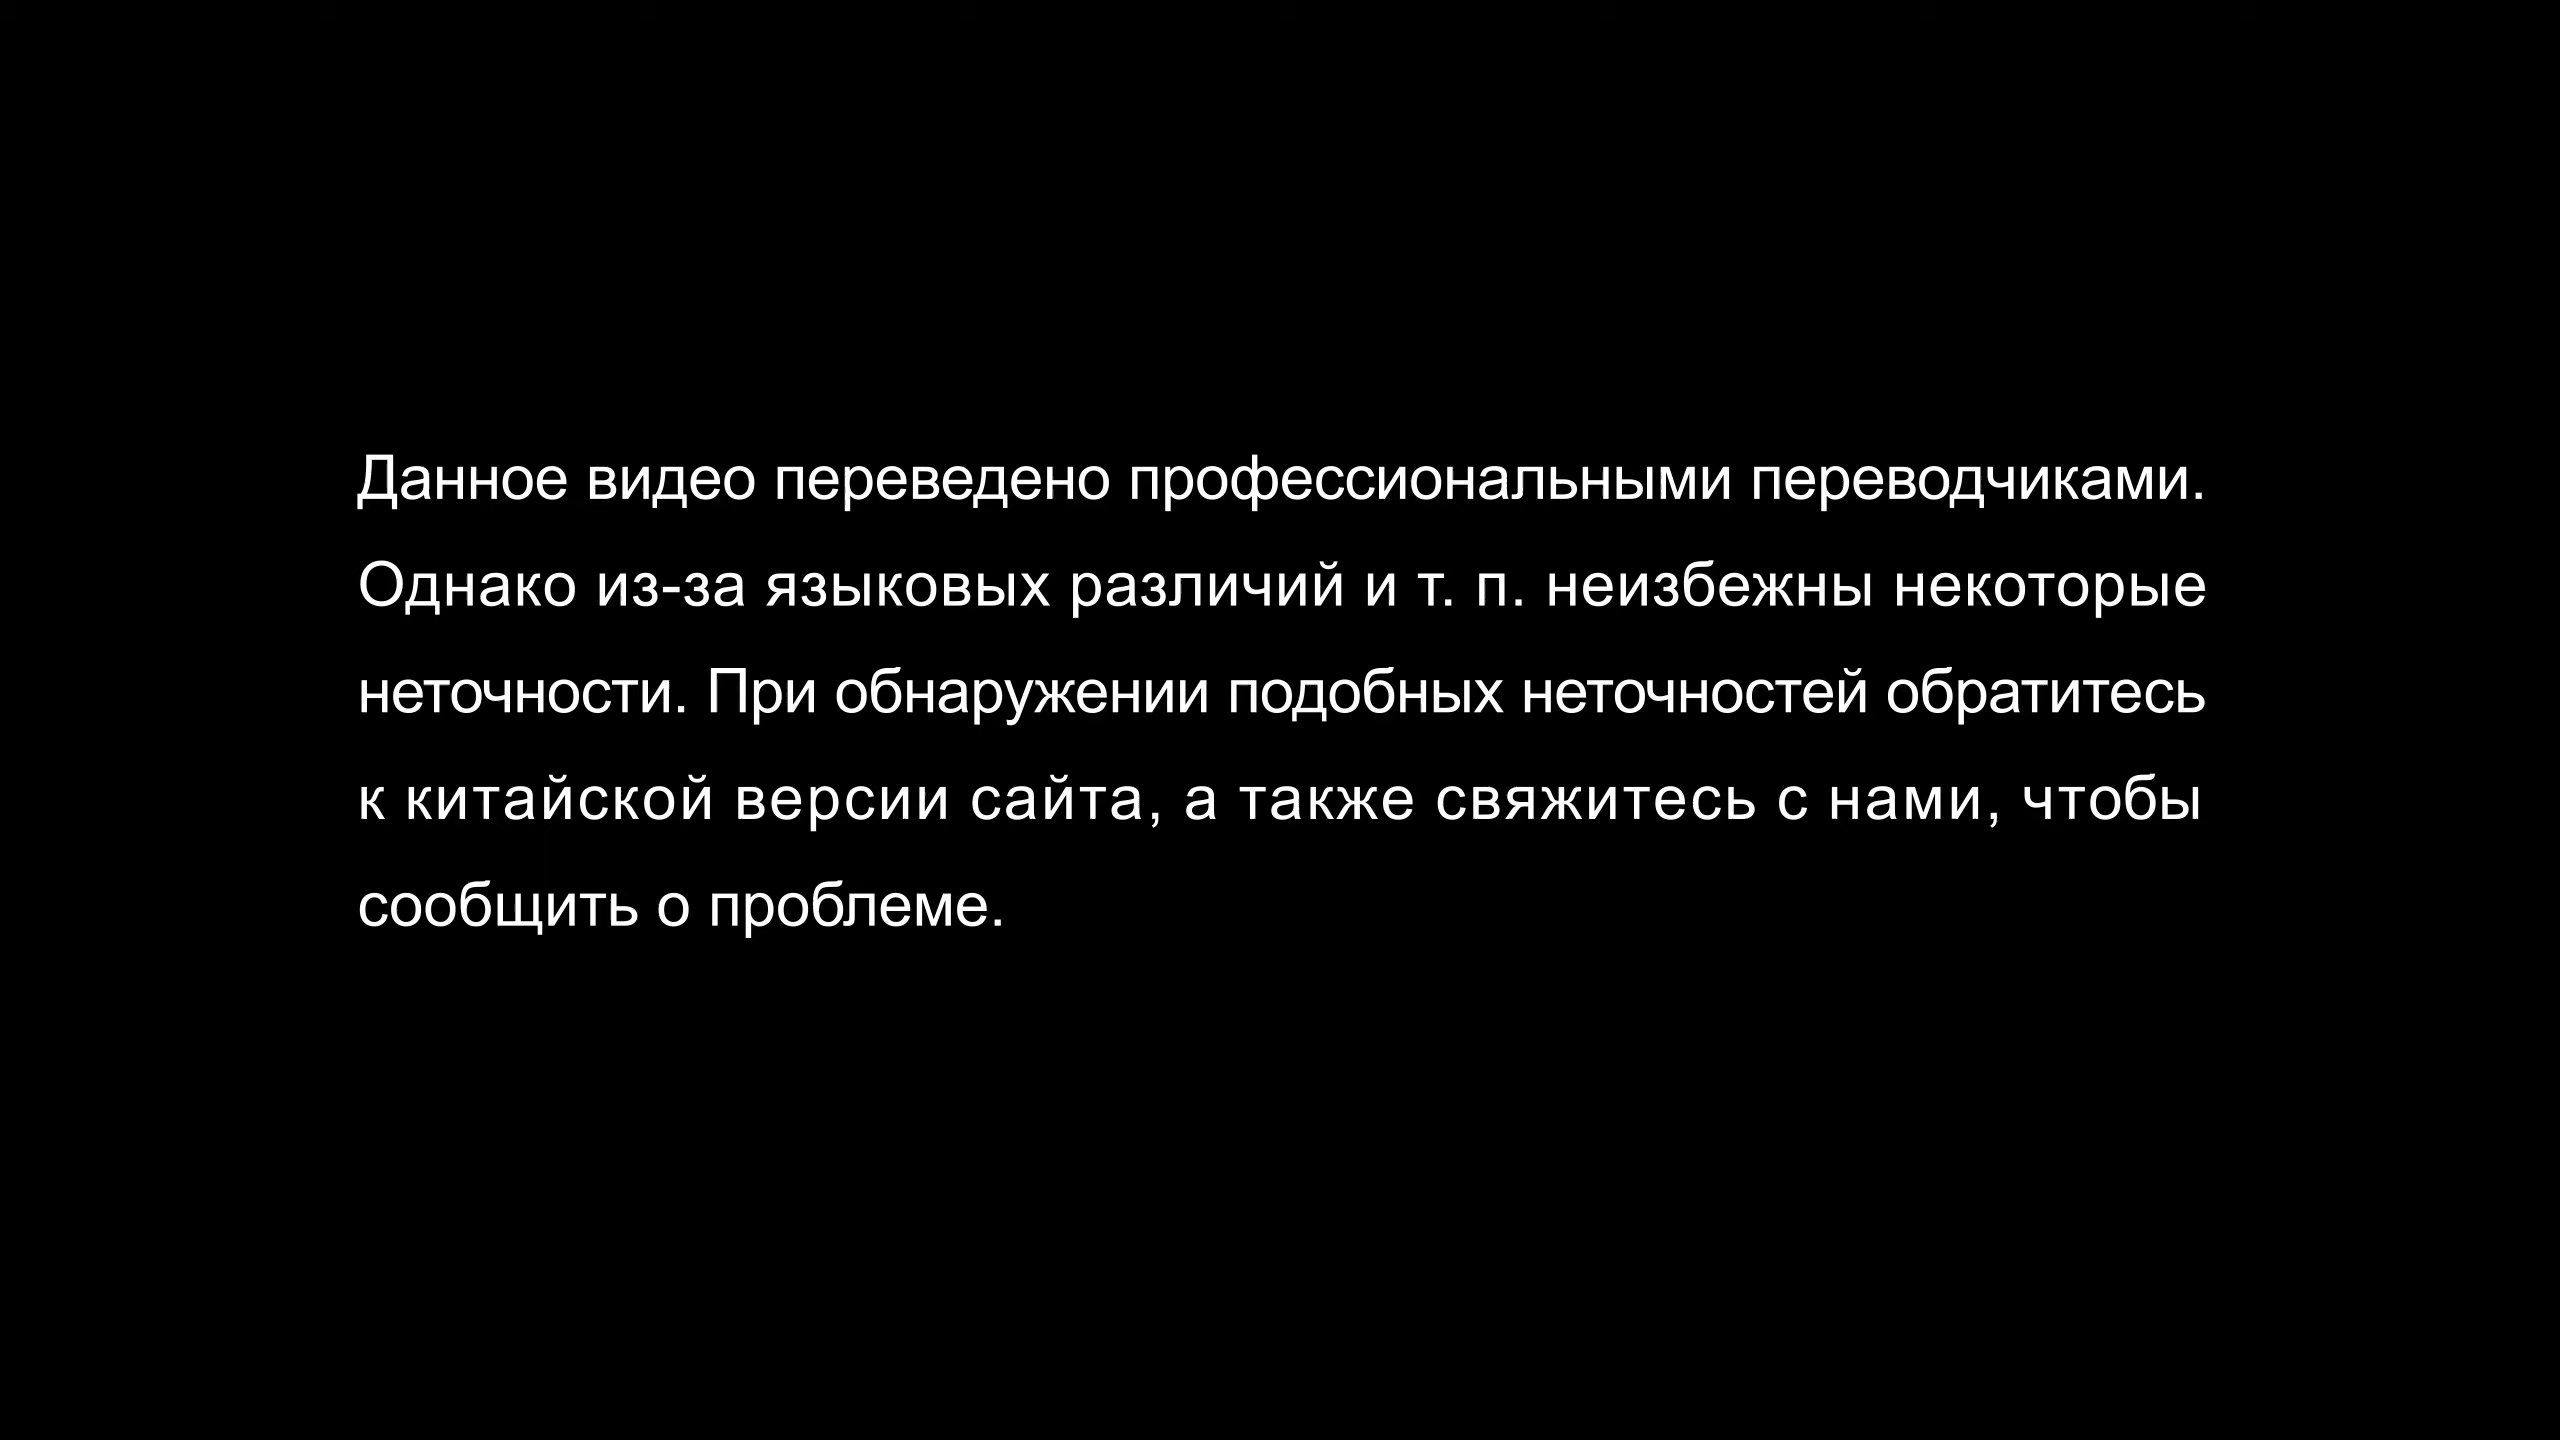 Данное видео переведено профессиональными переводчиками.
Однако из-за языковых различий и т. п. неизбежны некоторые
неточности. При обнаружении подобных неточностей обратитесь
к китайской версии сайта, а также свяжитесь с нами, чтобы
сообщить о проблеме.